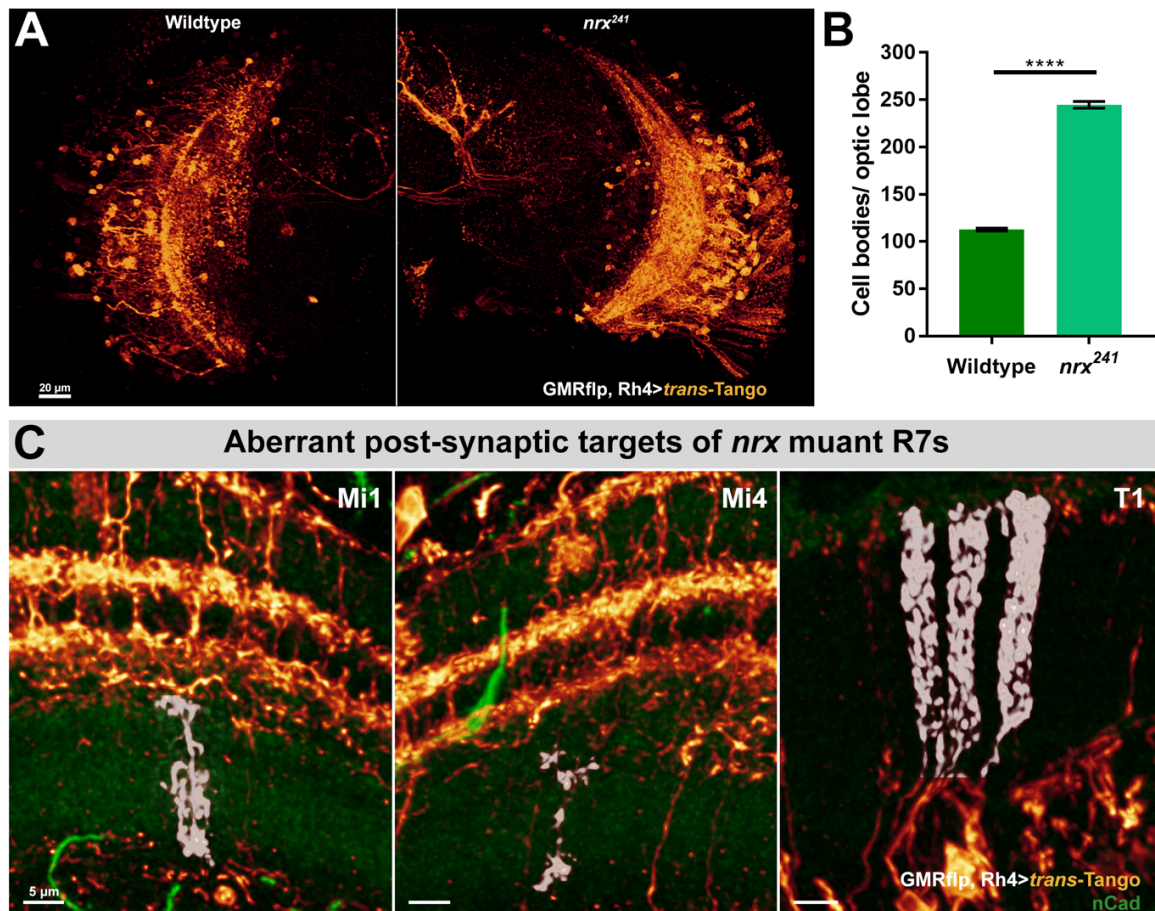 A
Wildtype
nrx²⁴¹
20 µm
GMRflp, Rh4>trans-Tango
B
Cell bodies/ optic lobe
300
250
200
150
100
50
0
****
Wildtype
nrx²⁴¹
C
Aberrant post-synaptic targets of nrx muant R7s
Mi1
Mi4
T1
5 µm
GMRflp, Rh4>trans-Tango
nCad